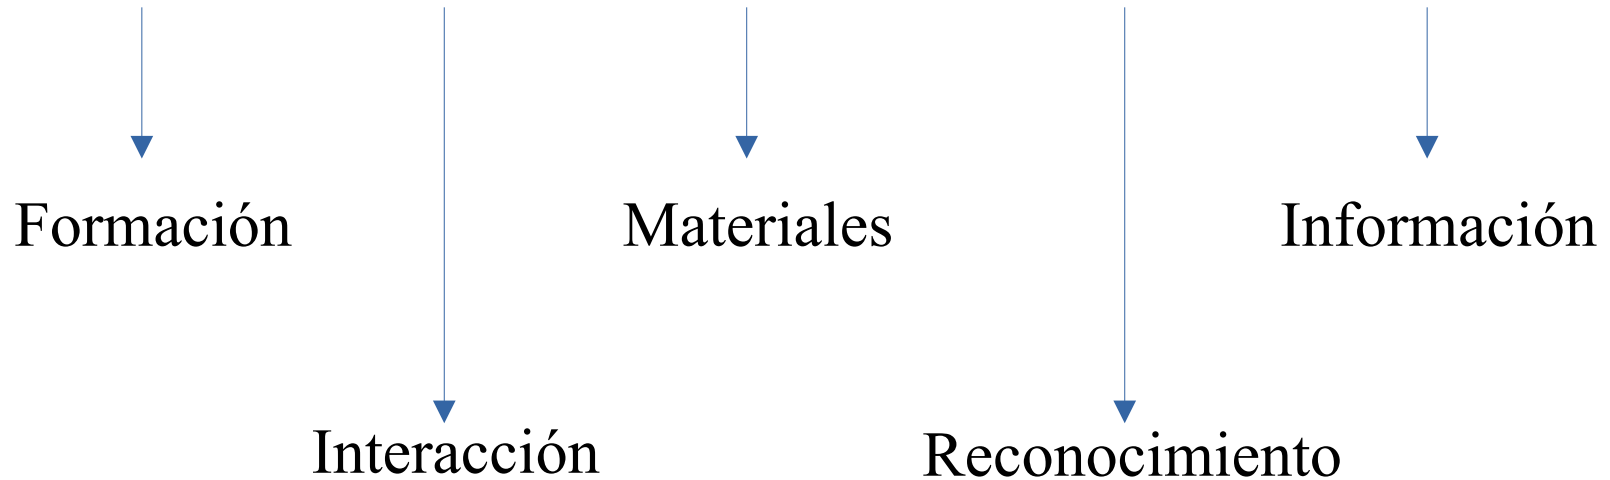 Formación
Materiales
Información
Interacción
Reconocimiento